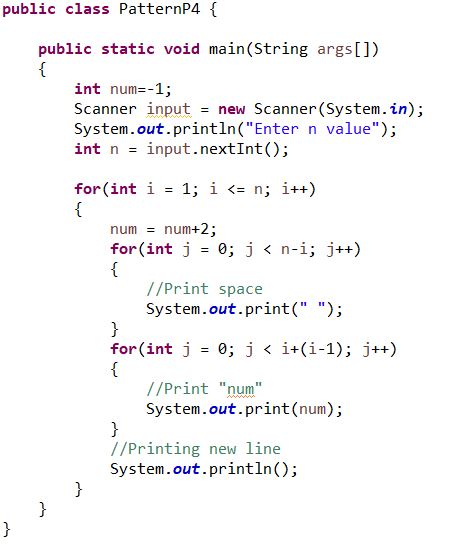 public class PatternP4 {
public static void main(String args[])
{
int num=-1;
Scanner input = new Scanner(System.in);
System.out.println("Enter n value");
int n = input.nextInt();
for(int i = 1; i <= n; i++)
{
num = num+2;
for(int j = 0; j < n-i; j++)
{
//Print space
System.out.print(" ");
}
for(int j = 0; j < i+(i-1); j++)
{
//Print "num"
System.out.print(num);
}
//Printing new line
System.out.println();
}
}
}